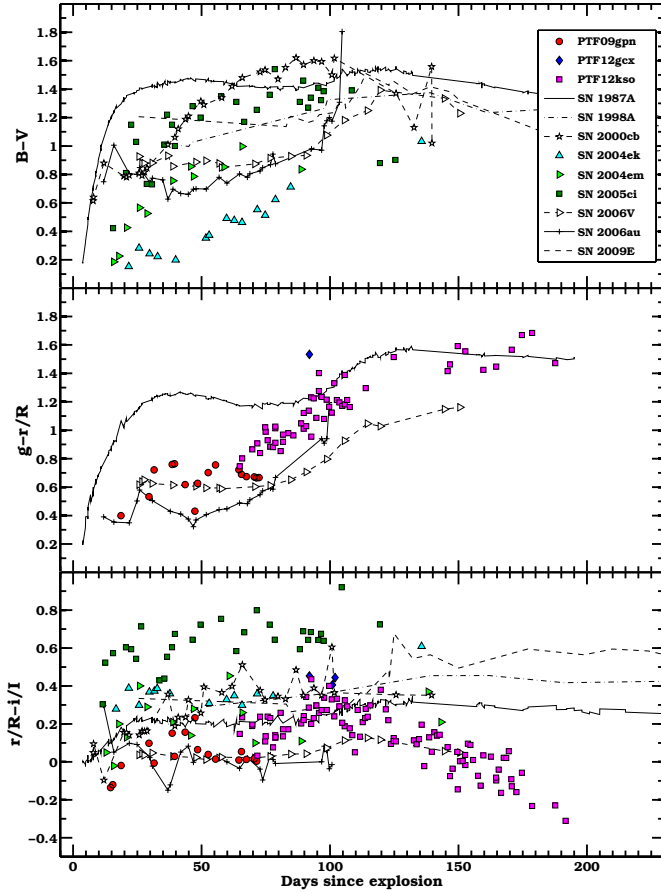 1.8
1.6
1.4
1.2
1.0
0.8
0.6
0.4
0.2
B–V
PTF09gpn
PTF12gcx
PTF12kso
SN 1987A
SN 1998A
SN 2000cb
SN 2004ek
SN 2004em
SN 2005ci
SN 2006V
SN 2006au
SN 2009E
1.8
1.6
1.4
1.2
1.0
0.8
0.6
0.4
0.2
g–r/R
0.8
0.6
0.4
0.2
0
–0.2
–0.4
r/R–i/I
0 50 100 150 200
Days since explosion